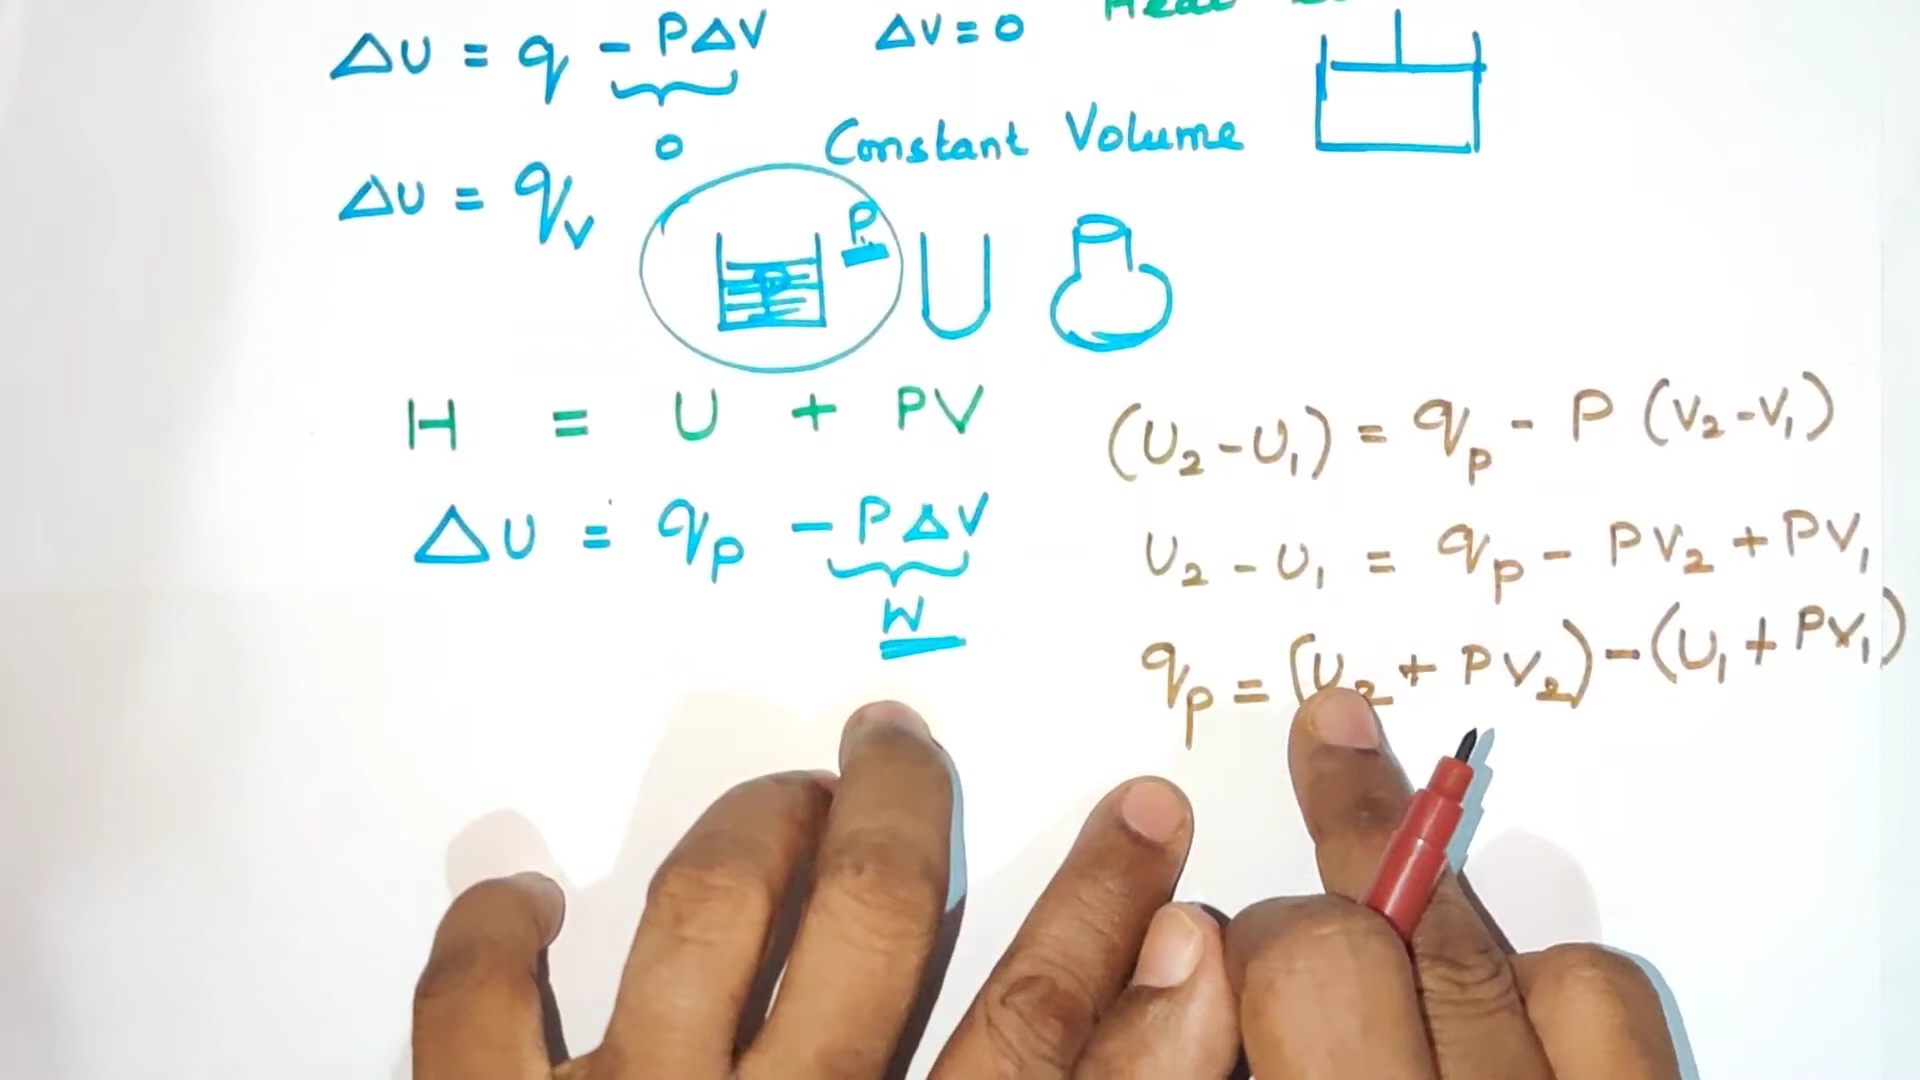 ΔU = q - PΔV ΔV = 0
0 Constant Volume
ΔU = qᵥ
P
P
H = U + PV
(U₂ - U₁) = qₚ - P (V₂ - V₁)
ΔU = qₚ - PΔV
W
U₂ - U₁ = qₚ - PV₂ + PV₁
qₚ = (U₂ + PV₂) - (U₁ + PV₁)